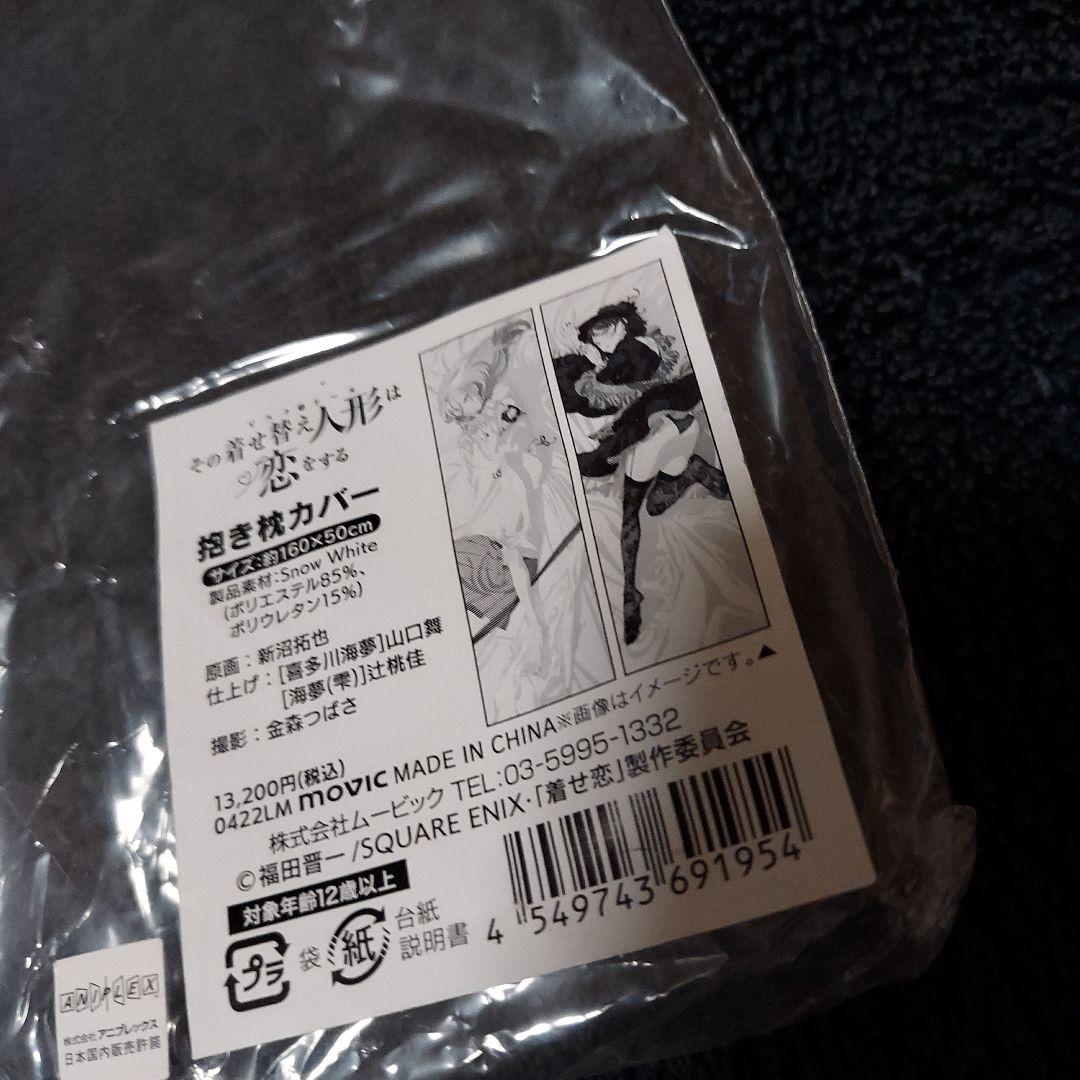 その着せ替え人形は
恋をする
抱き枕カバー
サイズ:約160×50cm
製品素材:Snow White
(ポリエステル85%、
ポリウレタン15%)
原画：新沼拓也
仕上げ：[喜多川海夢]山口舞
[海夢(雫)]辻桃佳
撮影：金森つばさ
※画像はイメージです。▲
13,200円(税込)
0422LM movic MADE IN CHINA
株式会社ムービック TEL:03-5995-1332
©福田晋一/SQUARE ENIX・「着せ恋」製作委員会
対象年齢12歳以上
プラ 袋 紙 台紙
説明書
4 549743 691954
ANIPLEX
株式会社アニプレックス
日本国内販売許諾